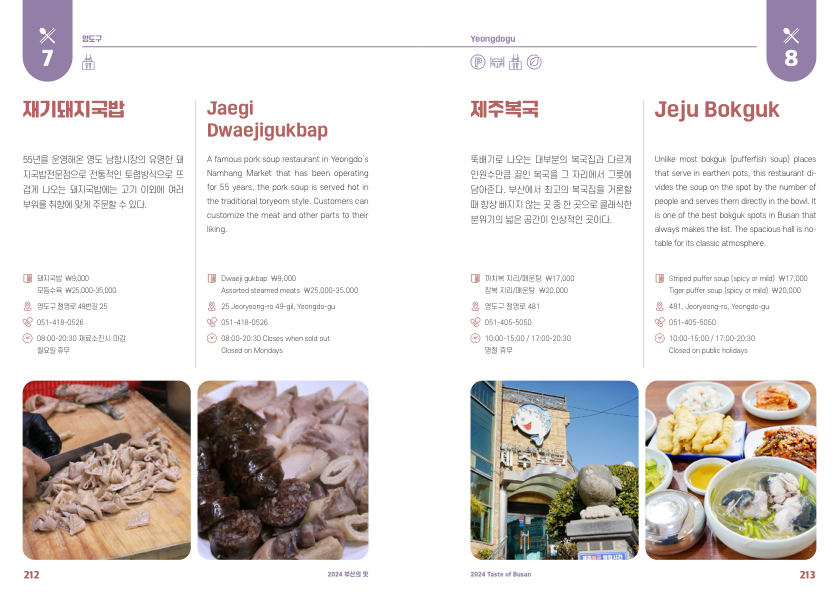 7
영도구
재기돼지국밥
55년을 운영해온 영도 남항시장의 유명한 돼
지국밥전문점으로 전통적인 토렴방식으로 뜨
겁게 나오는 돼지국밥에는 고기 이외에 여러
부위를 취향에 맞게 주문할 수 있다.
돼지국밥 ₩9,000
모듬수육 ₩25,000-35,000
영도구 절영로 49번길 25
051-418-0526
08:00-20:30 재료소진시 마감
월요일 휴무
Jaegi
Dwaejigukbap
A famous pork soup restaurant in Yeongdo's
Namhang Market that has been operating
for 55 years, the pork soup is served hot in
the traditional toryeom style. Customers can
customize the meat and other parts to their
liking.
Dwaeji gukbap ₩9,000
Assorted steamed meats ₩25,000-35,000
25 Jeoryeong-ro 49-gil, Yeongdo-gu
051-418-0526
08:00-20:30 Closes when sold out
Closed on Mondays
212
2024 부산의 맛
Yeongdogu
8
제주복국
뚝배기로 나오는 대부분의 복국집과 다르게
인원수만큼 끓인 복국을 그 자리에서 그릇에
담아준다. 부산에서 최고의 복국집을 거론할
때 항상 빠지지 않는 곳 중 한 곳으로 클래식한
분위기의 넓은 공간이 인상적인 곳이다.
까치복 지리/매운탕 ₩17,000
참복 지리/매운탕 ₩20,000
영도구 절영로 481
051-405-5050
10:00-15:00 / 17:00-20:30
명절 휴무
Jeju Bokguk
Unlike most bokguk (pufferfish soup) places
that serve in earthen pots, this restaurant di-
vides the soup on the spot by the number of
people and serves them directly in the bowl. It
is one of the best bokguk spots in Busan that
always makes the list. The spacious hall is no-
table for its classic atmosphere.
Striped puffer soup (spicy or mild) ₩17,000
Tiger puffer soup (spicy or mild) ₩20,000
481, Jeoryeong-ro, Yeongdo-gu
051-405-5050
10:00-15:00 / 17:00-20:30
Closed on public holidays
2024 Taste of Busan
213